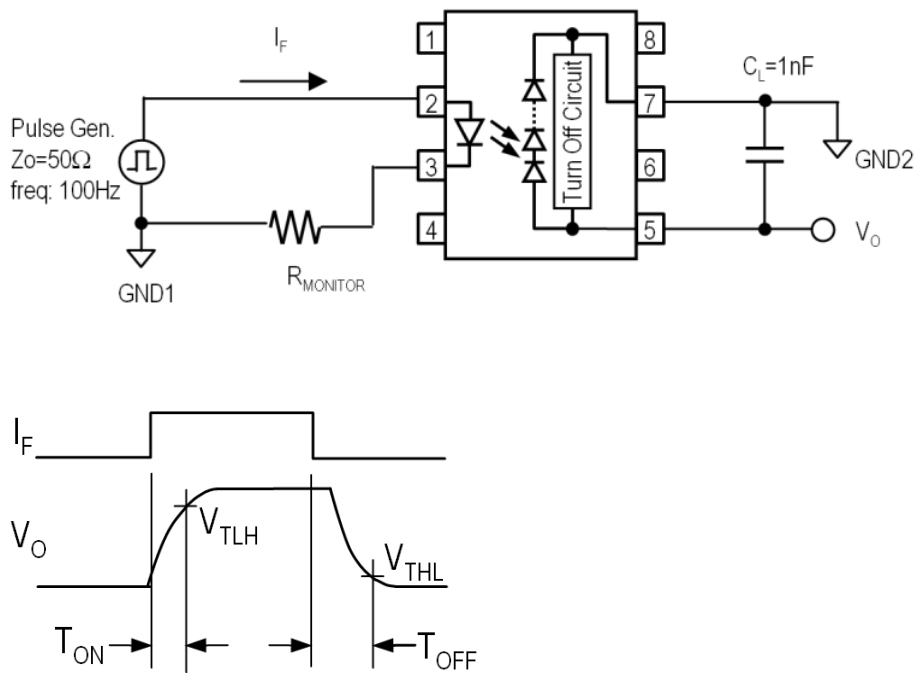 I_F
Pulse Gen.
Zo=50Ω
freq: 100Hz
GND1
R_MONITOR
1
2
3
4
Turn Off Circuit
8
7
6
5
C_L=1nF
GND2
V_O
I_F
V_O
V_TLH
V_THL
T_ON
T_OFF